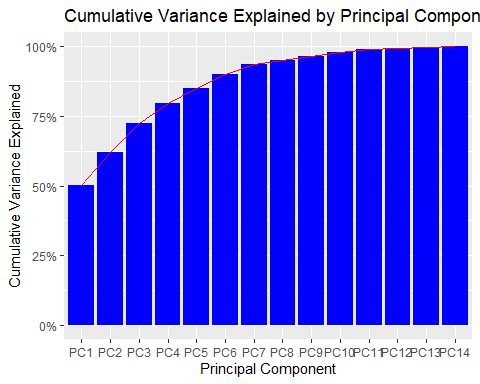 Cumulative Variance Explained by Principal Compon
Cumulative Variance Explained
100%
75%
50%
25%
0%
PC1 PC2 PC3 PC4 PC5 PC6 PC7 PC8 PC9 PC10 PC11 PC12 PC13 PC14
Principal Component